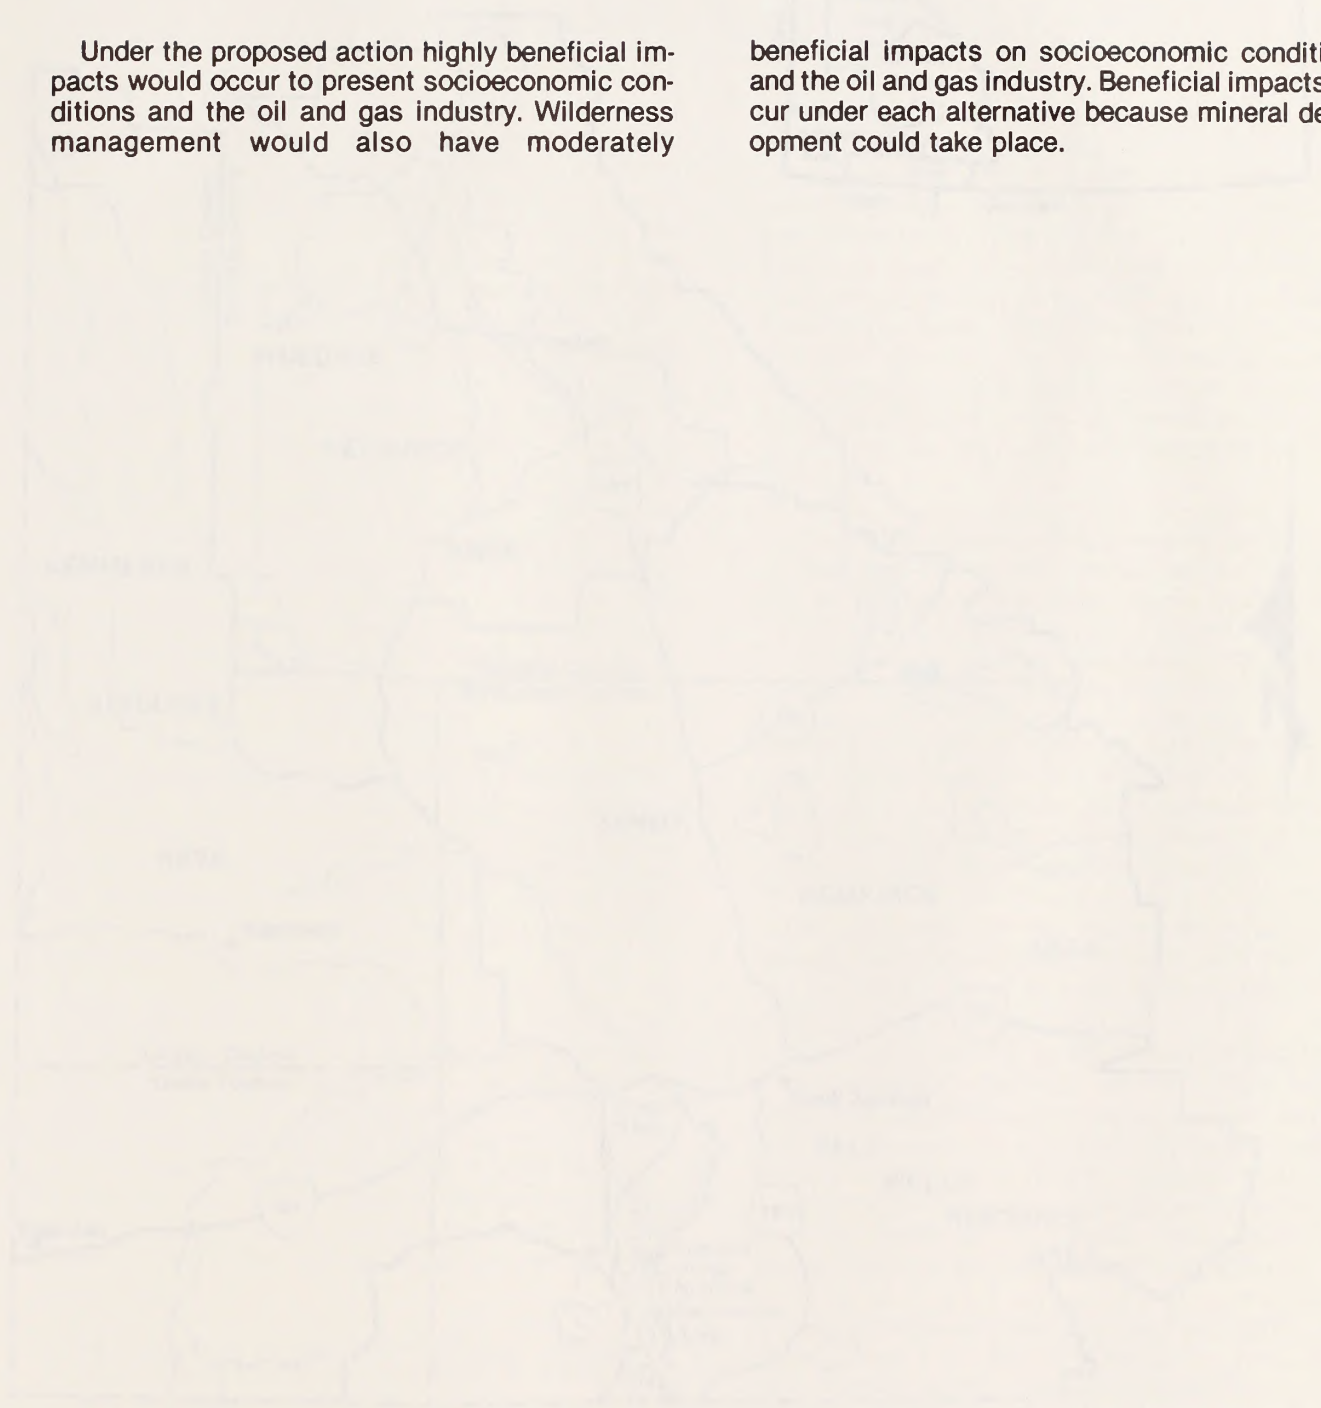 Under the proposed action highly beneficial im-
pacts would occur to present socioeconomic con-
ditions and the oil and gas industry. Wilderness
management would also have moderately
beneficial impacts on socioeconomic conditi
and the oil and gas industry. Beneficial impacts
cur under each alternative because mineral de
opment could take place.